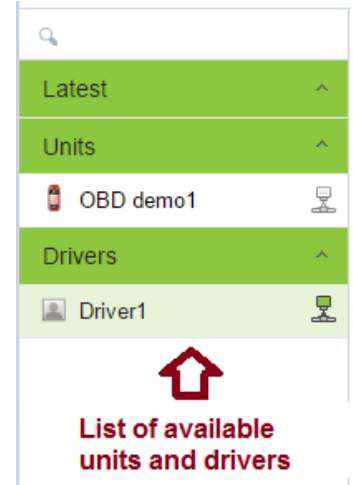 Latest
Units
OBD demo1
Drivers
Driver1
List of available
units and drivers